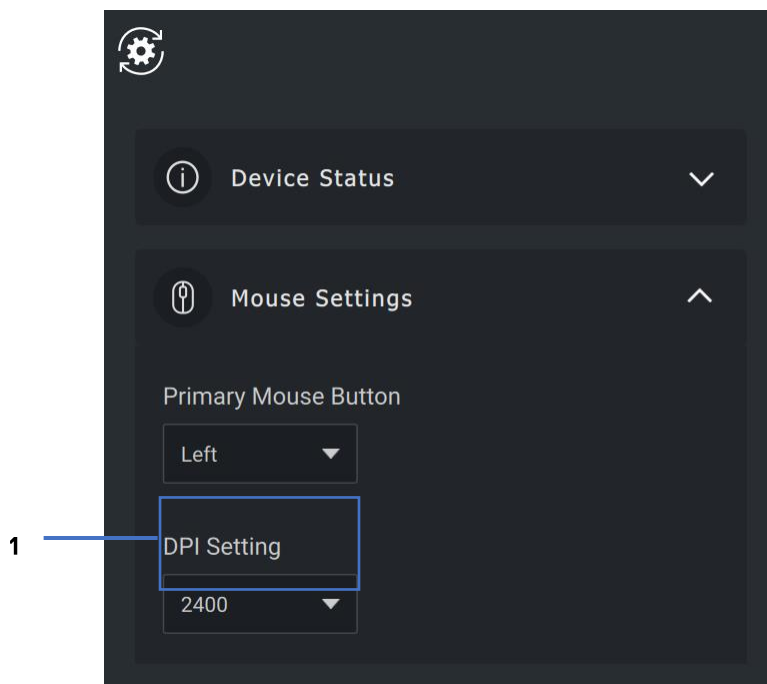 Device Status
Mouse Settings
Primary Mouse Button
Left
1
DPI Setting
2400